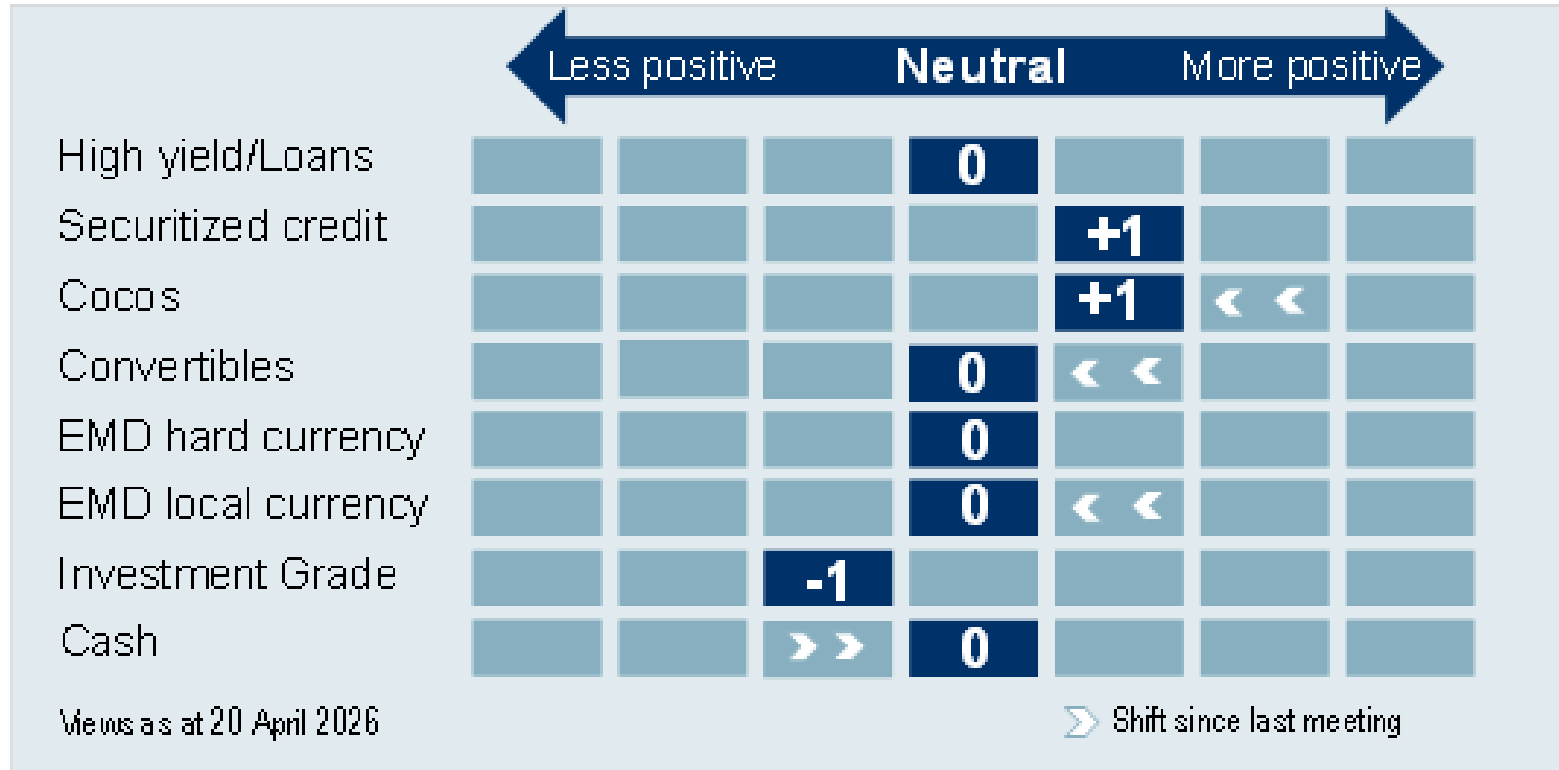 Less positive Neutral More positive
High yield/Loans 0
Securitized credit +1
Cocos +1
Convertibles 0
EMD hard currency 0
EMD local currency 0
Investment Grade -1
Cash 0
Views as at 20 April 2026 Shift since last meeting